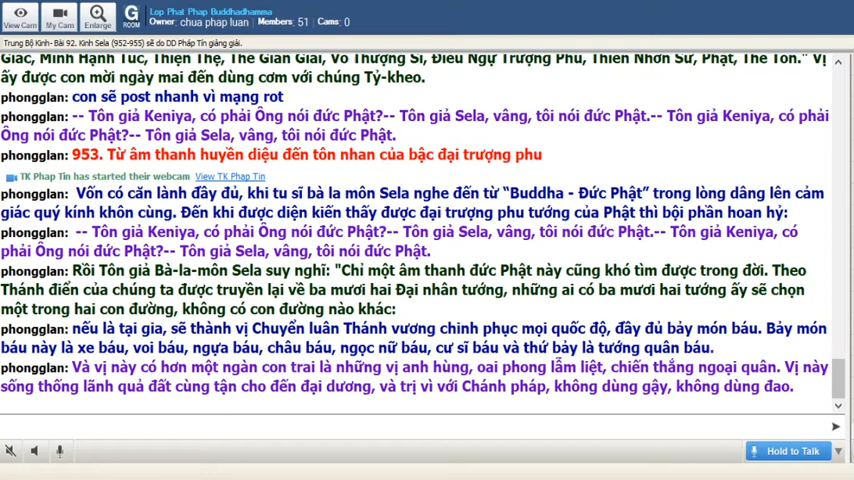 Lop Phat Phap Buddhadhamma
G
View Cam My Cam Enlarge ROOM Owner: chua phap luan Members: 51 Cams: 0
Trung Bộ Kinh- Bài 92. Kinh Sela (952-955) sẽ do DD Pháp Tín giảng giải.
Giác, Minh Hạnh Túc, Thiện Thệ, Thế Gian Giải, Vô Thượng Sĩ, Điều Ngự Trượng Phu, Thiên Nhơn Sư, Phật, Thế Tôn." Vị
ấy được con mời ngày mai đến dùng cơm với chúng Tỷ-kheo.
phongglan: con sẽ post nhanh vì mạng rot
phongglan: -- Tôn giả Keniya, có phải Ông nói đức Phật?-- Tôn giả Sela, vâng, tôi nói đức Phật.-- Tôn giả Keniya, có phải
Ông nói đức Phật?-- Tôn giả Sela, vâng, tôi nói đức Phật.
phongglan: 953. Từ âm thanh huyền diệu đến tôn nhan của bậc đại trượng phu
TK Phap Tin has started their webcam View TK Phap Tin
phongglan: Vốn có căn lành đầy đủ, khi tu sĩ bà la môn Sela nghe đến từ “Buddha - Đức Phật” trong lòng dâng lên cảm
giác quý kính khôn cùng. Đến khi được diện kiến thấy được đại trượng phu tướng của Phật thì bội phần hoan hỷ:
phongglan: -- Tôn giả Keniya, có phải Ông nói đức Phật?-- Tôn giả Sela, vâng, tôi nói đức Phật.-- Tôn giả Keniya, có
phải Ông nói đức Phật?-- Tôn giả Sela, vâng, tôi nói đức Phật.
phongglan: Rồi Tôn giả Bà-la-môn Sela suy nghĩ: "Chỉ một âm thanh đức Phật này cũng khó tìm được trong đời. Theo
Thánh điển của chúng ta được truyền lại về ba mươi hai Đại nhân tướng, những ai có ba mươi hai tướng ấy sẽ chọn
một trong hai con đường, không có con đường nào khác:
phongglan: nếu là tại gia, sẽ thành vị Chuyển luân Thánh vương chinh phục mọi quốc độ, đầy đủ bảy món báu. Bảy món
báu này là xe báu, voi báu, ngựa báu, châu báu, ngọc nữ báu, cư sĩ báu và thứ bảy là tướng quân báu.
phongglan: Và vị này có hơn một ngàn con trai là những vị anh hùng, oai phong lẫm liệt, chiến thắng ngoại quân. Vị này
sống thống lãnh quả đất cùng tận cho đến đại dương, và trị vì với Chánh pháp, không dùng gậy, không dùng đao.
Hold to Talk